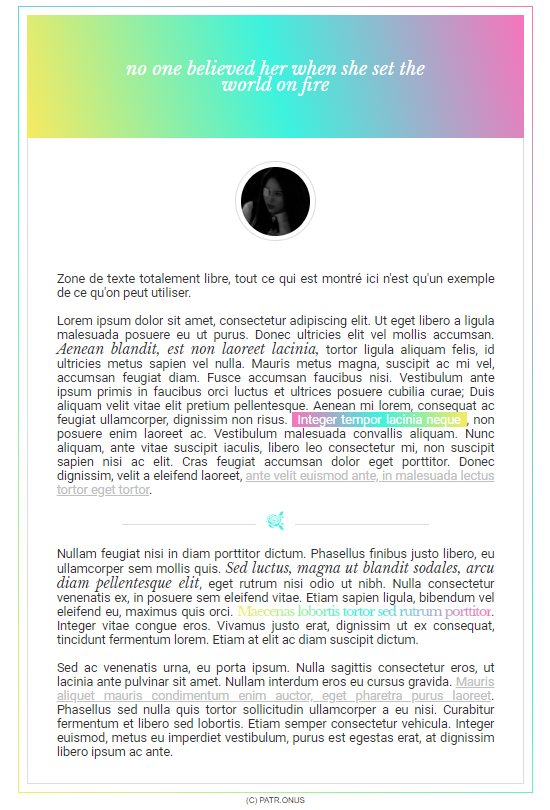 no one believed her when she set the
world on fire
Zone de texte totalement libre, tout ce qui est montré ici n'est qu'un exemple
de ce qu'on peut utiliser.
Lorem ipsum dolor sit amet, consectetur adipiscing elit. Ut eget libero a ligula
malesuada posuere eu ut purus. Donec ultricies elit vel mollis accumsan.
Aenean blandit, est non laoreet lacinia, tortor ligula aliquam felis, id
ultricies metus sapien vel nulla. Mauris metus magna, suscipit ac mi vel,
accumsan feugiat diam. Fusce accumsan faucibus nisi. Vestibulum ante
ipsum primis in faucibus orci luctus et ultrices posuere cubilia curae; Duis
aliquam velit vitae elit pretium pellentesque. Aenean mi lorem, consequat ac
feugiat ullamcorper, dignissim non risus. Integer tempor lacinia neque, non
posuere enim laoreet ac. Vestibulum malesuada convallis aliquam. Nunc
aliquam, ante vitae suscipit iaculis, libero leo consectetur mi, non suscipit
sapien nisi ac elit. Cras feugiat accumsan dolor eget porttitor. Donec
dignissim, velit a eleifend laoreet, ante velit euismod ante, in malesuada lectus
tortor eget tortor.
Nullam feugiat nisi in diam porttitor dictum. Phasellus finibus justo libero, eu
ullamcorper sem mollis quis. Sed luctus, magna ut blandit sodales, arcu
diam pellentesque elit, eget rutrum nisi odio ut nibh. Nulla consectetur
venenatis ex, in posuere sem eleifend vitae. Etiam sapien ligula, bibendum vel
eleifend eu, maximus quis orci. Maecenas lobortis tortor sed rutrum porttitor.
Integer vitae congue eros. Vivamus justo erat, dignissim ut ex consequat,
tincidunt fermentum lorem. Etiam at elit ac diam suscipit dictum.
Sed ac venenatis urna, eu porta ipsum. Nulla sagittis consectetur eros, ut
lacinia ante pulvinar sit amet. Nullam interdum eros eu cursus gravida. Mauris
aliquet mauris condimentum enim auctor, eget pharetra purus laoreet.
Phasellus sed nulla quis tortor sollicitudin ullamcorper a eu nisi. Curabitur
fermentum et libero sed lobortis. Etiam semper consectetur vehicula. Integer
euismod, metus eu imperdiet vestibulum, purus est egestas erat, at dignissim
libero ipsum ac ante.
(C) PATR.ONUS